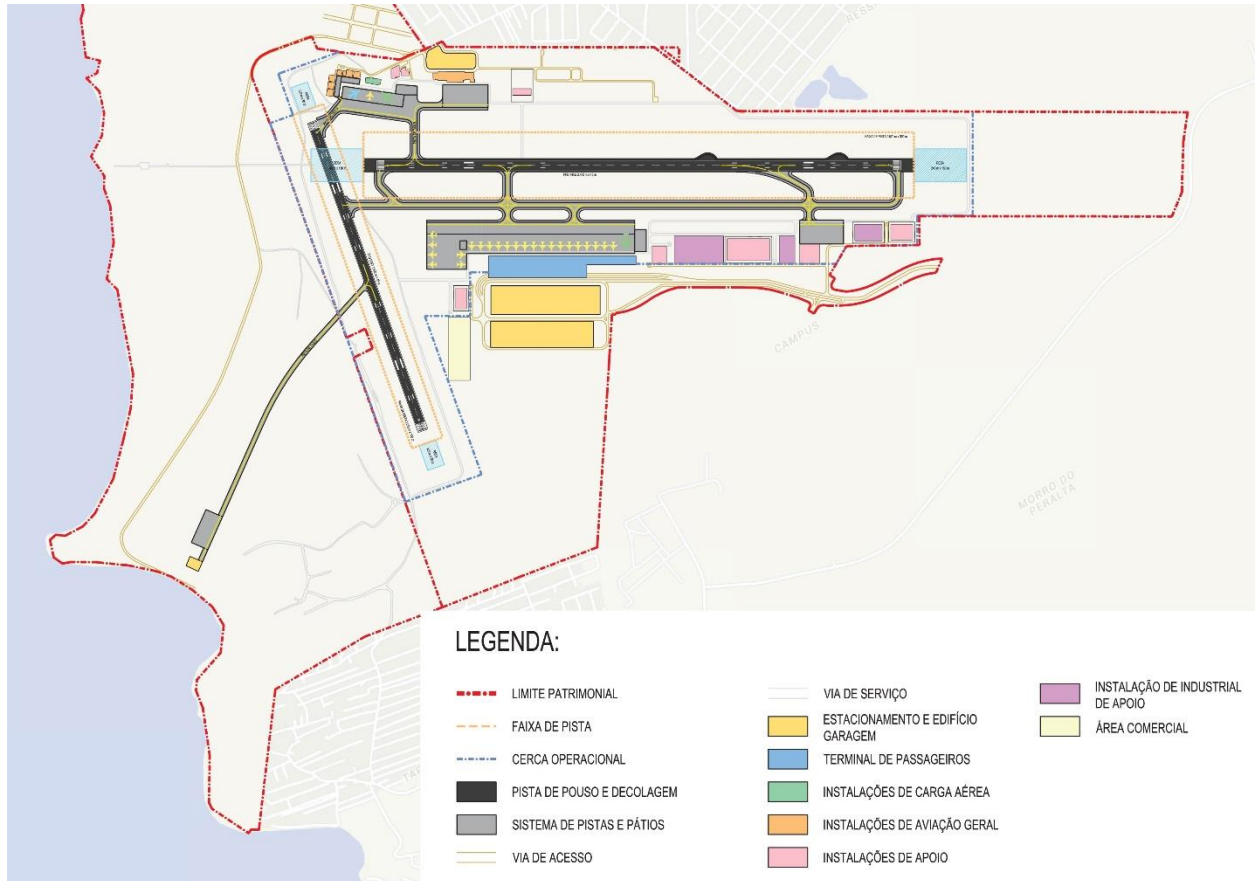 RESS
CAMPUS
MORRO DO
PERALTA
TAP
LEGENDA:
LIMITE PATRIMONIAL
FAIXA DE PISTA
CERCA OPERACIONAL
PISTA DE POUSO E DECOLAGEM
SISTEMA DE PISTAS E PÁTIOS
VIA DE ACESSO
VIA DE SERVIÇO
ESTACIONAMENTO E EDIFÍCIO
GARAGEM
TERMINAL DE PASSAGEIROS
INSTALAÇÕES DE CARGA AÉREA
INSTALAÇÕES DE AVIAÇÃO GERAL
INSTALAÇÕES DE APOIO
INSTALAÇÃO DE INDUSTRIAL
DE APOIO
ÁREA COMERCIAL